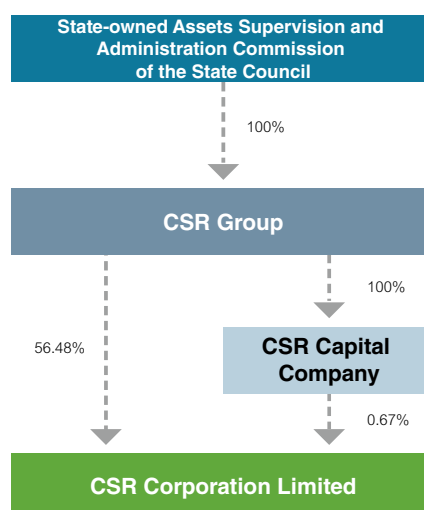 State-owned Assets Supervision and
Administration Commission
of the State Council
100%
CSR Group
100%
56.48%
CSR Capital
Company
0.67%
CSR Corporation Limited